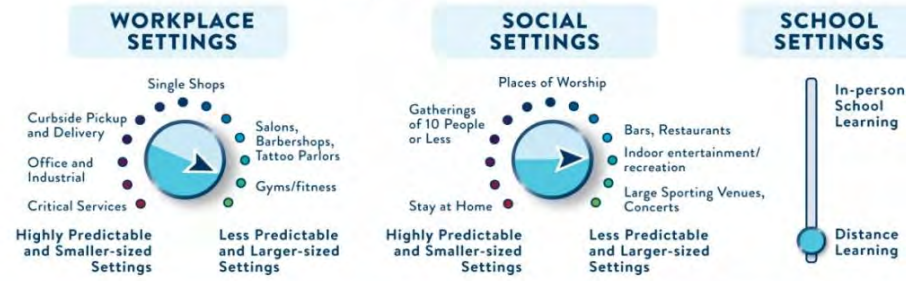 WORKPLACE
SETTINGS
Single Shops
Curbside Pickup
and Delivery
Office and
Industrial
Critical Services
Salons,
Barbershops,
Tattoo Parlors
Gyms/fitness
Highly Predictable
and Smaller-sized
Settings
Less Predictable
and Larger-sized
Settings
SOCIAL
SETTINGS
Places of Worship
Gatherings
of 10 People
or Less
Stay at Home
Bars, Restaurants
Indoor entertainment/
recreation
Large Sporting Venues,
Concerts
Highly Predictable
and Smaller-sized
Settings
Less Predictable
and Larger-sized
Settings
SCHOOL
SETTINGS
In-person
School
Learning
Distance
Learning